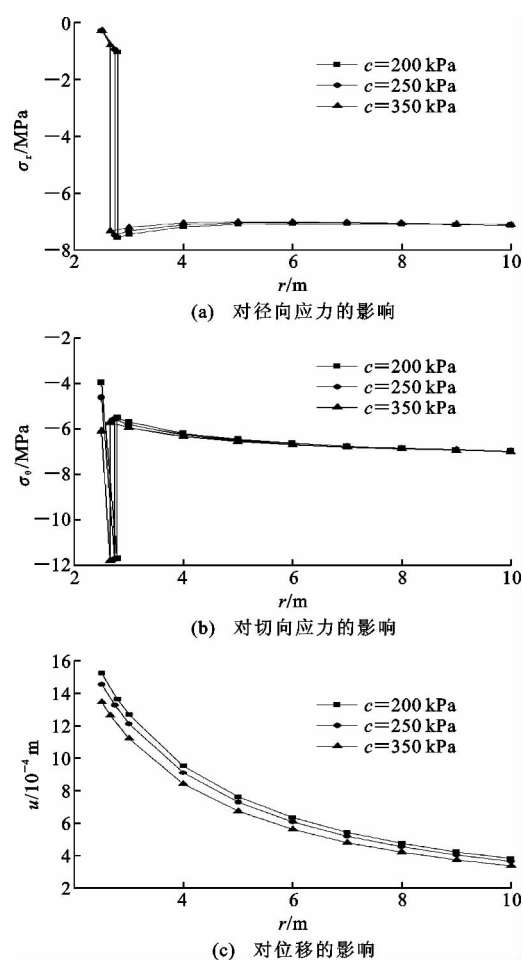 0
−2
−4
−6
−8
σr/MPa
c=200 kPa
c=250 kPa
c=350 kPa
2 4 6 8 10
r/m
(a) 对径向应力的影响
−2
−4
−6
−8
−10
−12
σθ/MPa
c=200 kPa
c=250 kPa
c=350 kPa
2 4 6 8 10
r/m
(b) 对切向应力的影响
16
14
12
10
8
6
4
2
u/10⁻⁴ m
c=200 kPa
c=250 kPa
c=350 kPa
2 4 6 8 10
r/m
(c) 对位移的影响